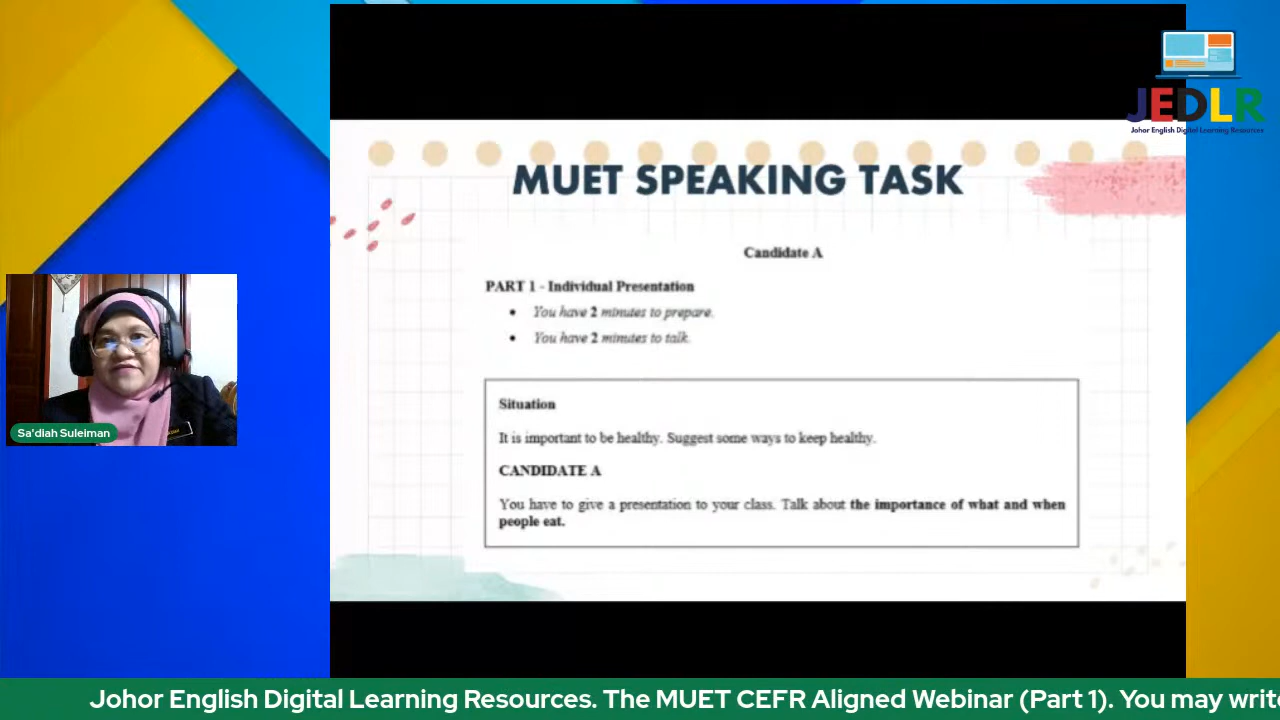 JEDLR
Johor English Digital Learning Resources
MUET SPEAKING TASK
Candidate A
PART 1 - Individual Presentation
• You have 2 minutes to prepare.
• You have 2 minutes to talk.
Situation
It is important to be healthy. Suggest some ways to keep healthy.
CANDIDATE A
You have to give a presentation to your class. Talk about the importance of what and when
people eat.
Sa'diah Suleiman
Johor English Digital Learning Resources. The MUET CEFR Aligned Webinar (Part 1). You may write